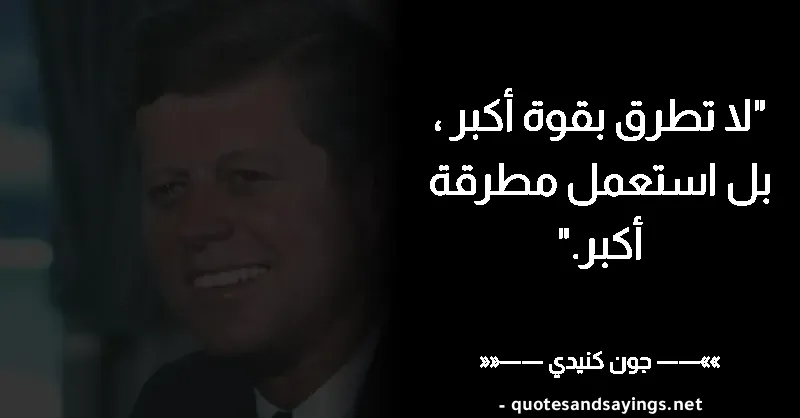 "لا تطرق بقوة أكبر ،
بل استعمل مطرقة
أكبر."
»»—— جون كنيدي ——««
- quotesandsayings.net